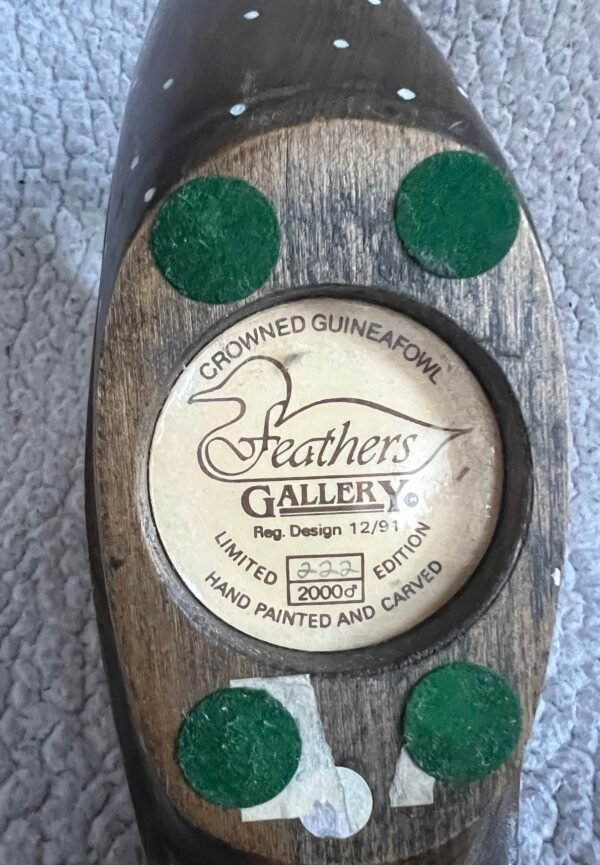 CROWNED GUINEAFOWL
Feathers
GALLERY ©
Reg. Design 12/91
LIMITED 222 EDITION
2000♂
HAND PAINTED AND CARVED